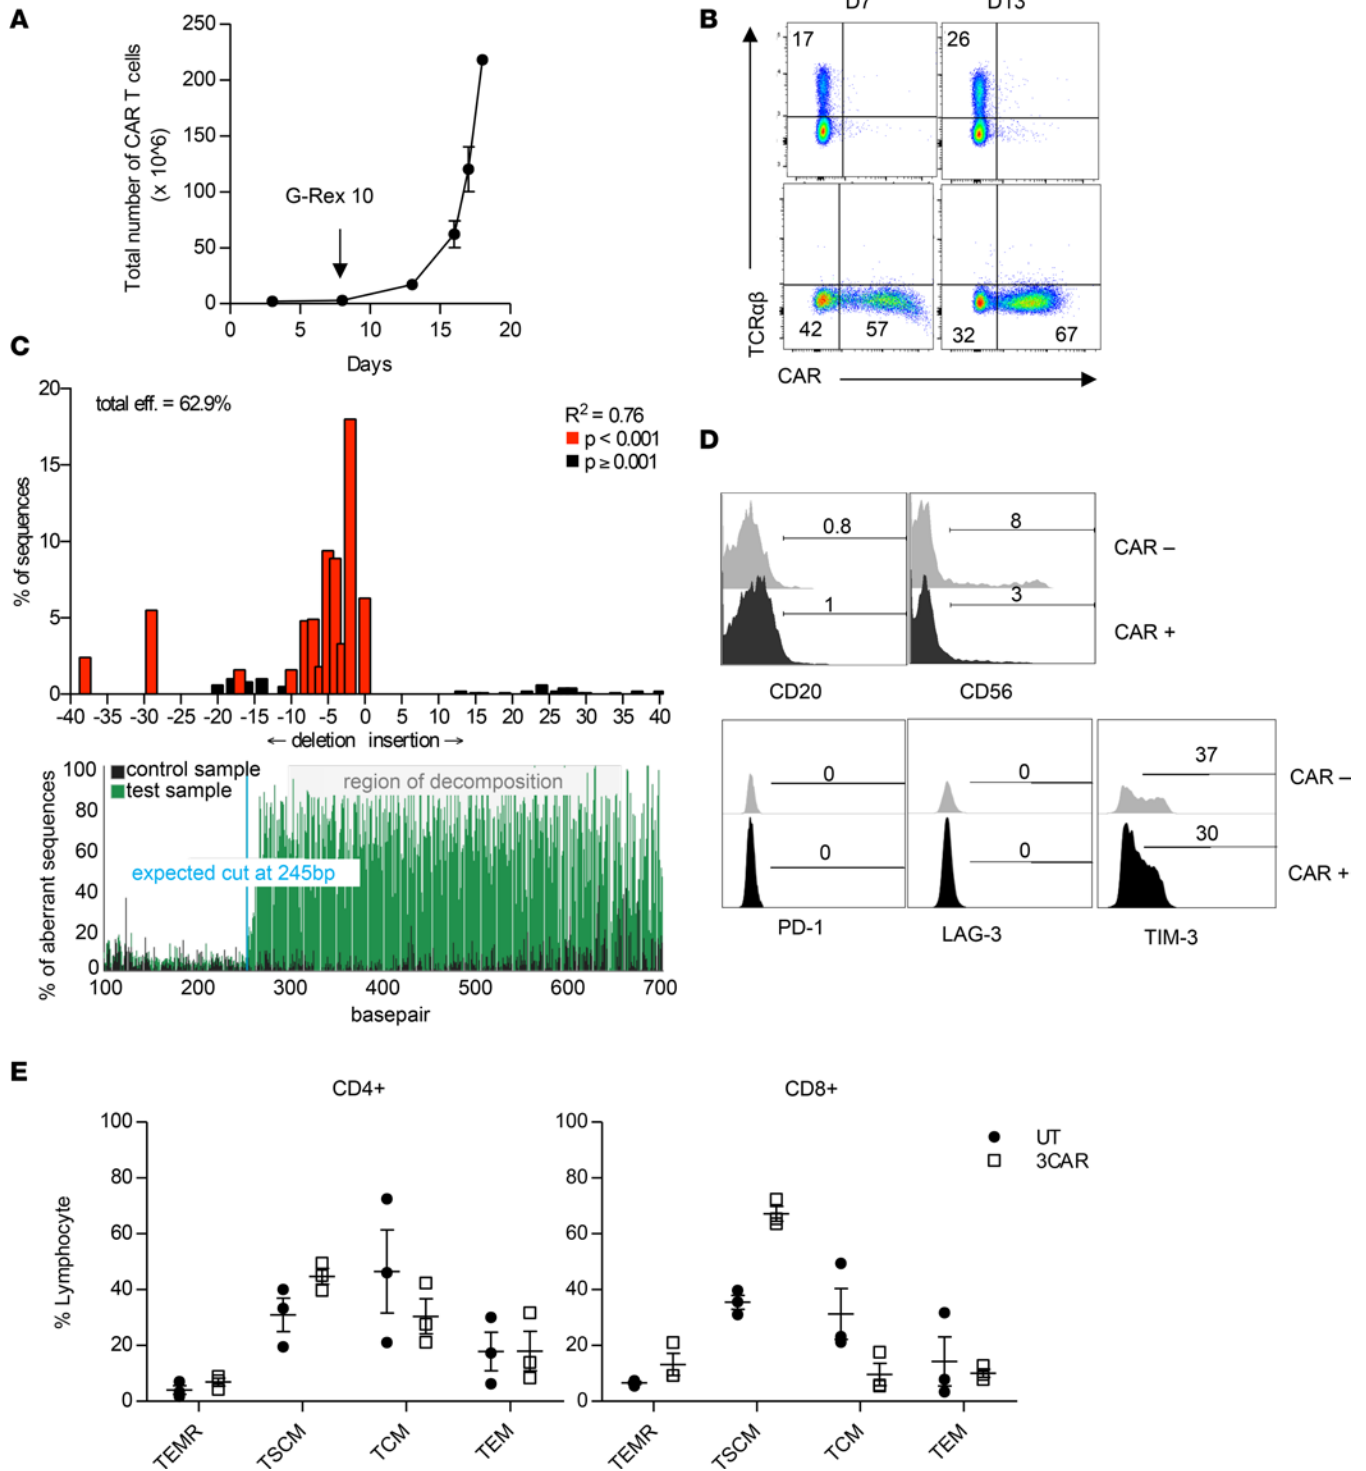 A
250
200
150
100
50
0
Total number of CAR T cells
(x 10^6)
G-Rex 10
0 5 10 15 20
Days
B
D7 D13
17 26
42 57 32 67
TCRαβ
CAR
C
20
15
10
5
0
% of sequences
total eff. = 62.9%
R² = 0.76
p < 0.001
p ≥ 0.001
-40 -35 -30 -25 -20 -15 -10 -5 0 5 10 15 20 25 30 35 40
← deletion insertion →
100
80
60
40
20
0
% of aberrant sequences
control sample
test sample
region of decomposition
expected cut at 245bp
100 200 300 400 500 600 700
basepair
D
0.8 8 CAR –
1 3 CAR +
CD20 CD56
0 0 37 CAR –
0 0 30 CAR +
PD-1 LAG-3 TIM-3
E
CD4+
100
80
60
40
20
0
% Lymphocyte
TEMR TSCM TCM TEM
CD8+
100
80
60
40
20
0
TEMR TSCM TCM TEM
UT
3CAR